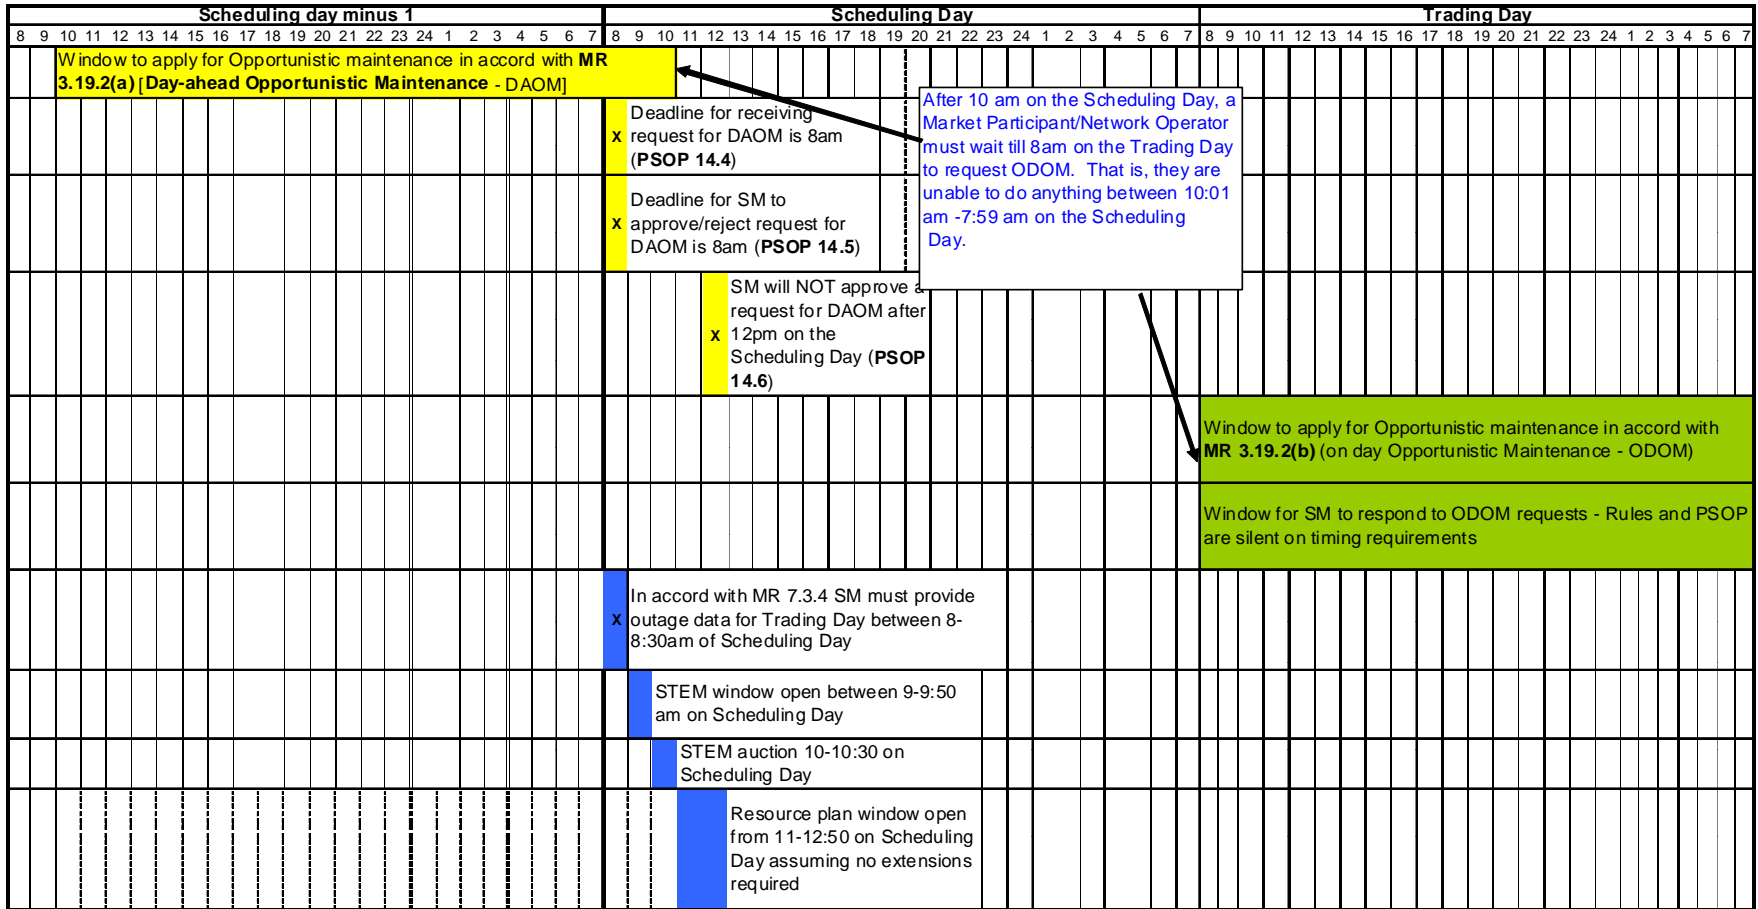 Scheduling day minus 1 Scheduling Day Trading Day
8 9 10 11 12 13 14 15 16 17 18 19 20 21 22 23 24 1 2 3 4 5 6 7 8 9 10 11 12 13 14 15 16 17 18 19 20 21 22 23 24 1 2 3 4 5 6 7 8 9 10 11 12 13 14 15 16 17 18 19 20 21 22 23 24 1 2 3 4 5 6 7
Window to apply for Opportunistic maintenance in accord with MR
3.19.2(a) [Day-ahead Opportunistic Maintenance - DAOM]
After 10 am on the Scheduling Day, a
Market Participant/Network Operator
must wait till 8am on the Trading Day
to request ODOM. That is, they are
unable to do anything between 10:01
am -7:59 am on the Scheduling
Day.
X
Deadline for receiving
request for DAOM is 8am
(PSOP 14.4)
X
Deadline for SM to
approve/reject request for
DAOM is 8am (PSOP 14.5)
X
SM will NOT approve a
request for DAOM after
12pm on the
Scheduling Day (PSOP
14.6)
Window to apply for Opportunistic maintenance in accord with
MR 3.19.2(b) (on day Opportunistic Maintenance - ODOM)
Window for SM to respond to ODOM requests - Rules and PSOP
are silent on timing requirements
X
In accord with MR 7.3.4 SM must provide
outage data for Trading Day between 8-
8:30am of Scheduling Day
STEM window open between 9-9:50
am on Scheduling Day
STEM auction 10-10:30 on
Scheduling Day
Resource plan window open
from 11-12:50 on Scheduling
Day assuming no extensions
required